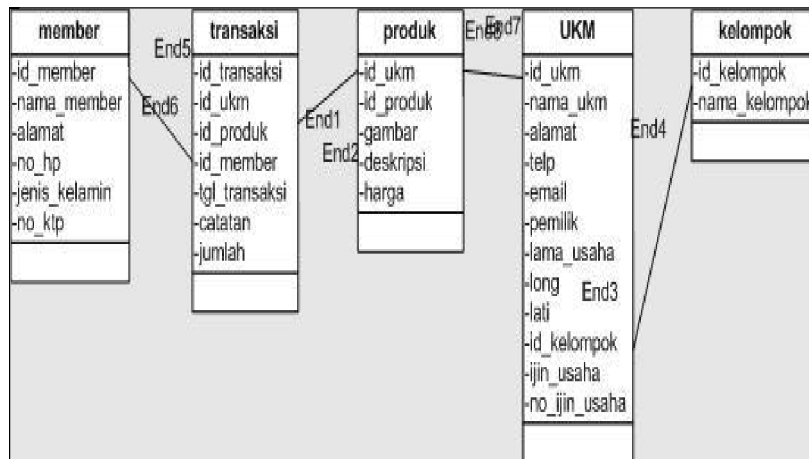 member
-id_member
-nama_member
-alamat
-no_hp
-jenis_kelamin
-no_ktp
End5
End6
transaksi
-id_transaksi
-id_ukm
-id_produk
-id_member
-tgl_transaksi
-catatan
-jumlah
End1
End2
produk
-id_ukm
-id_produk
-gambar
-deskripsi
-harga
End7
UKM
-id_ukm
-nama_ukm
-alamat
-telp
-email
-pemilik
-lama_usaha
-long
-lati
-id_kelompok
-ijin_usaha
-no_ijin_usaha
End3
End4
kelompok
-id_kelompok
-nama_kelompok